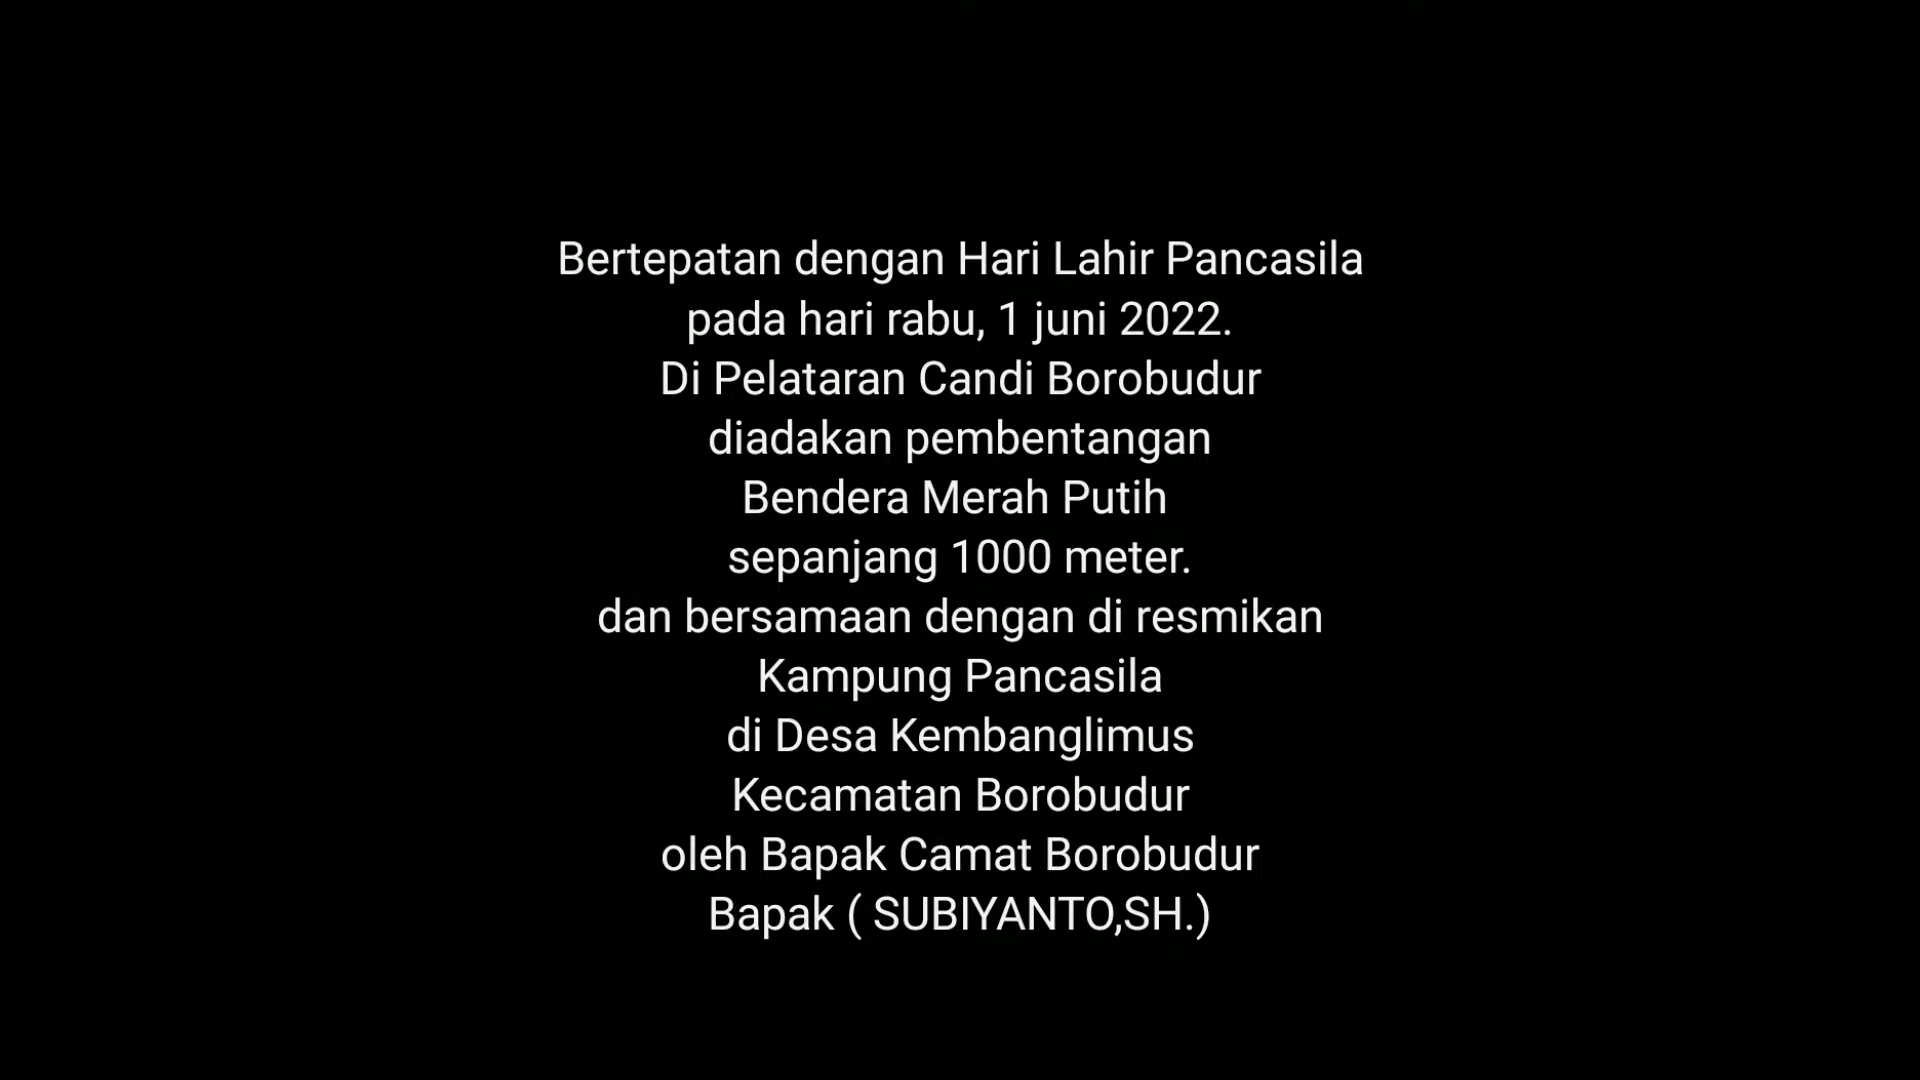 Bertepatan dengan Hari Lahir Pancasila
pada hari rabu, 1 juni 2022.
Di Pelataran Candi Borobudur
diadakan pembentangan
Bendera Merah Putih
sepanjang 1000 meter.
dan bersamaan dengan di resmikan
Kampung Pancasila
di Desa Kembanglimus
Kecamatan Borobudur
oleh Bapak Camat Borobudur
Bapak ( SUBIYANTO,SH.)